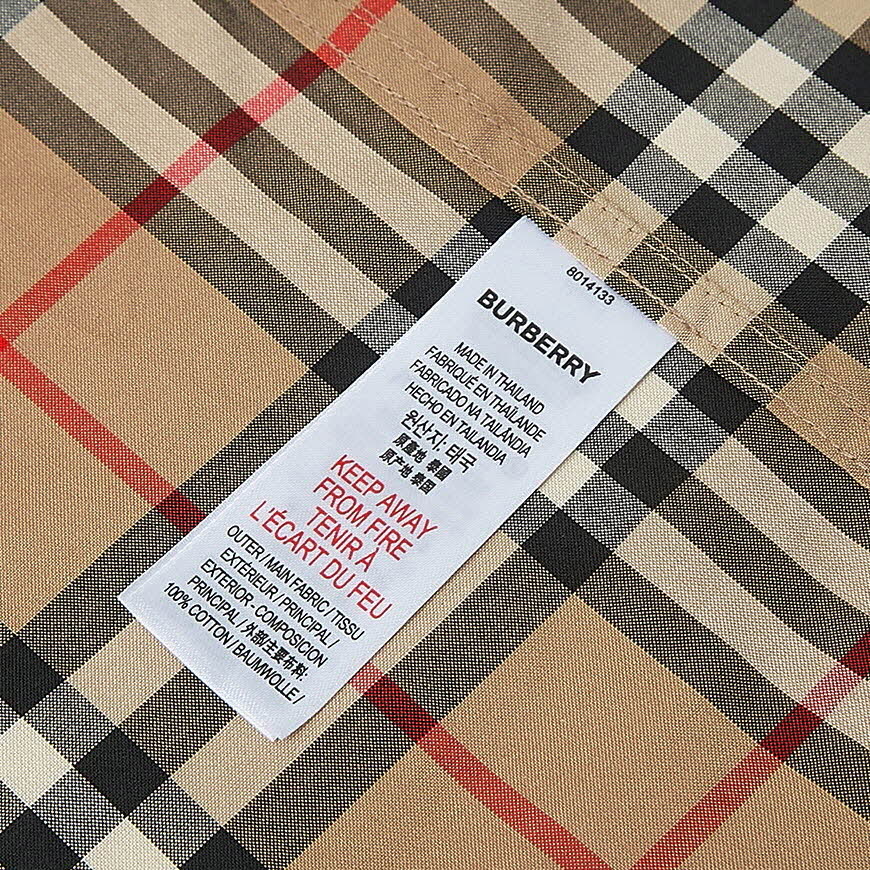 8014133
BURBERRY
MADE IN THAILAND
FABRIQUÉ EN THAÏLANDE
FABRICADO NA TAILÂNDIA
HECHO EN TAILANDIA
원산지: 태국
原產地 泰國
原产地 泰国
KEEP AWAY
FROM FIRE
TENIR À
L'ÉCART DU FEU
OUTER / MAIN FABRIC / TISSU
EXTÉRIEUR / PRINCIPAL /
EXTERIOR - COMPOSICION
PRINCIPAL / 外部主要布料:
100% COTTON / BAUMWOLLE /